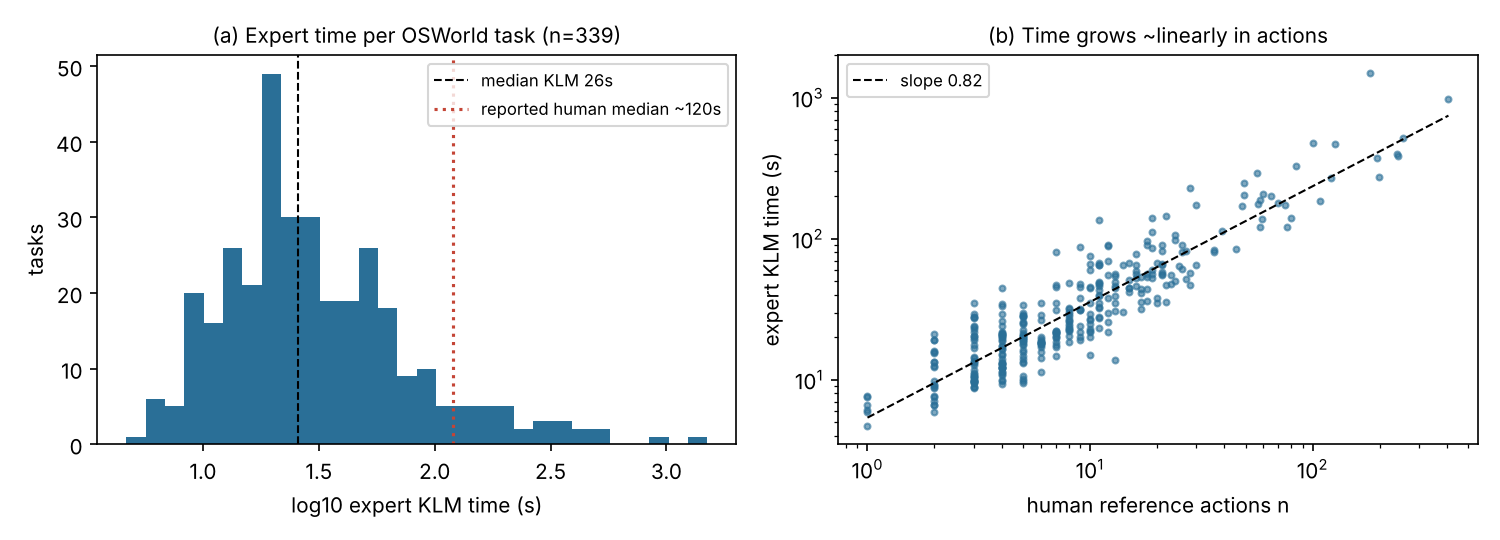 (a) Expert time per OSWorld task (n=339)
median KLM 26s
reported human median ~120s
50
40
30
20
10
0
tasks
1.0 1.5 2.0 2.5 3.0
log10 expert KLM time (s)
(b) Time grows ~linearly in actions
slope 0.82
10³
10²
10¹
expert KLM time (s)
10⁰ 10¹ 10²
human reference actions n